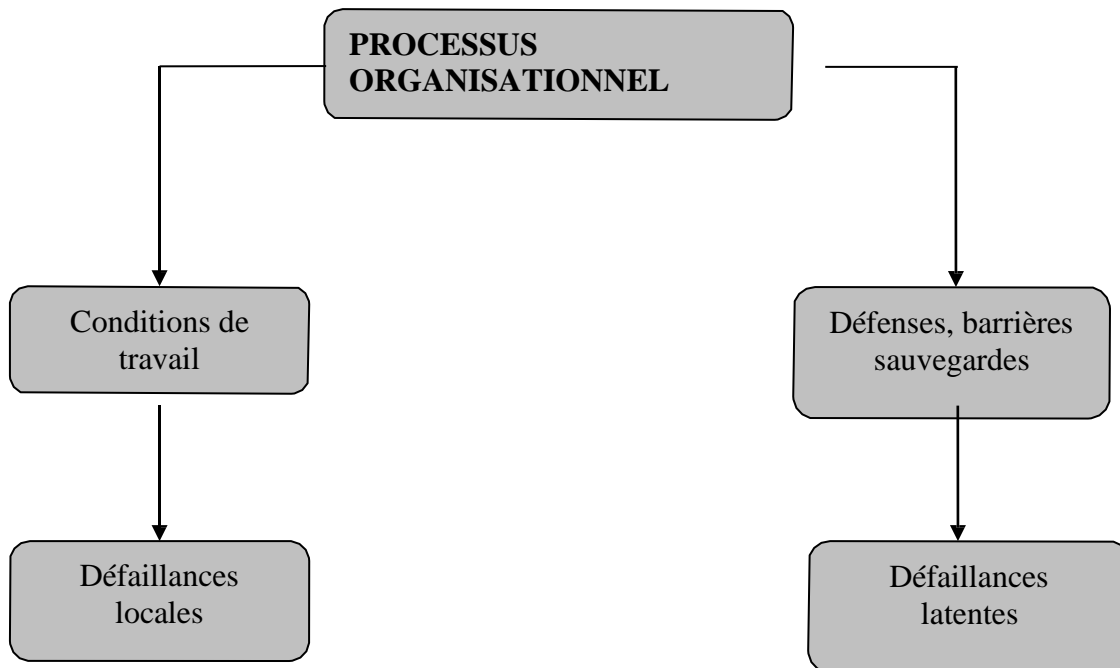 PROCESSUS
ORGANISATIONNEL
Conditions de
travail
Défenses, barrières
sauvegardes
Défaillances
locales
Défaillances
latentes